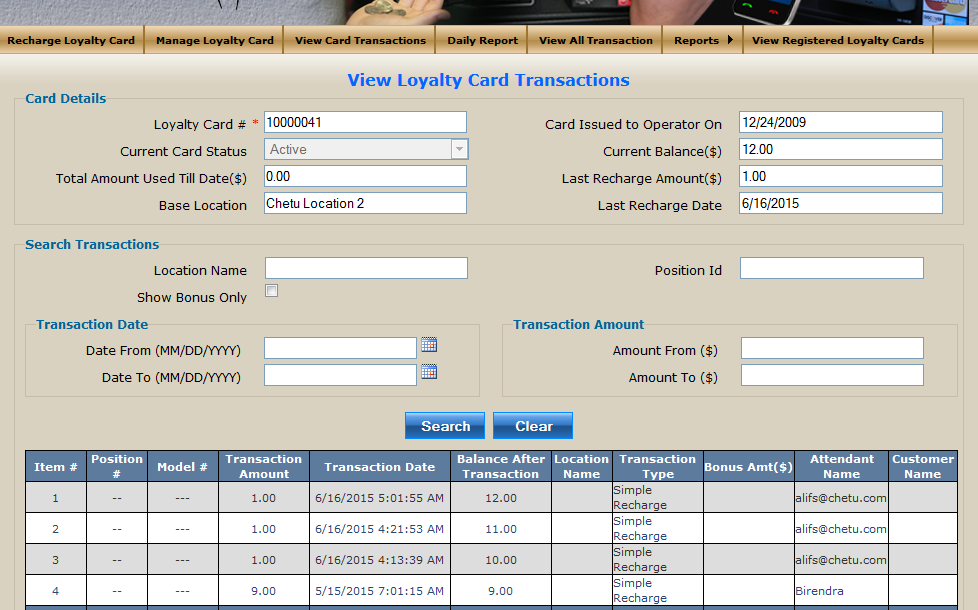 Recharge Loyalty Card Manage Loyalty Card View Card Transactions Daily Report View All Transaction Reports View Registered Loyalty Cards
View Loyalty Card Transactions
Card Details
Loyalty Card # * 10000041 Card Issued to Operator On 12/24/2009
Current Card Status Active Current Balance($) 12.00
Total Amount Used Till Date($) 0.00 Last Recharge Amount($) 1.00
Base Location Chetu Location 2 Last Recharge Date 6/16/2015
Search Transactions
Location Name Position Id
Show Bonus Only
Transaction Date Transaction Amount
Date From (MM/DD/YYYY) Amount From ($)
Date To (MM/DD/YYYY) Amount To ($)
Search Clear
Item # Position # Model # Transaction Amount Transaction Date Balance After Transaction Location Name Transaction Type Bonus Amt($) Attendant Name Customer Name
1 -- --- 1.00 6/16/2015 5:01:55 AM 12.00 Simple Recharge alifs@chetu.com
2 -- --- 1.00 6/16/2015 4:21:53 AM 11.00 Simple Recharge alifs@chetu.com
3 -- --- 1.00 6/16/2015 4:13:39 AM 10.00 Simple Recharge alifs@chetu.com
4 -- --- 9.00 5/15/2015 7:01:15 AM 9.00 Simple Recharge Birendra